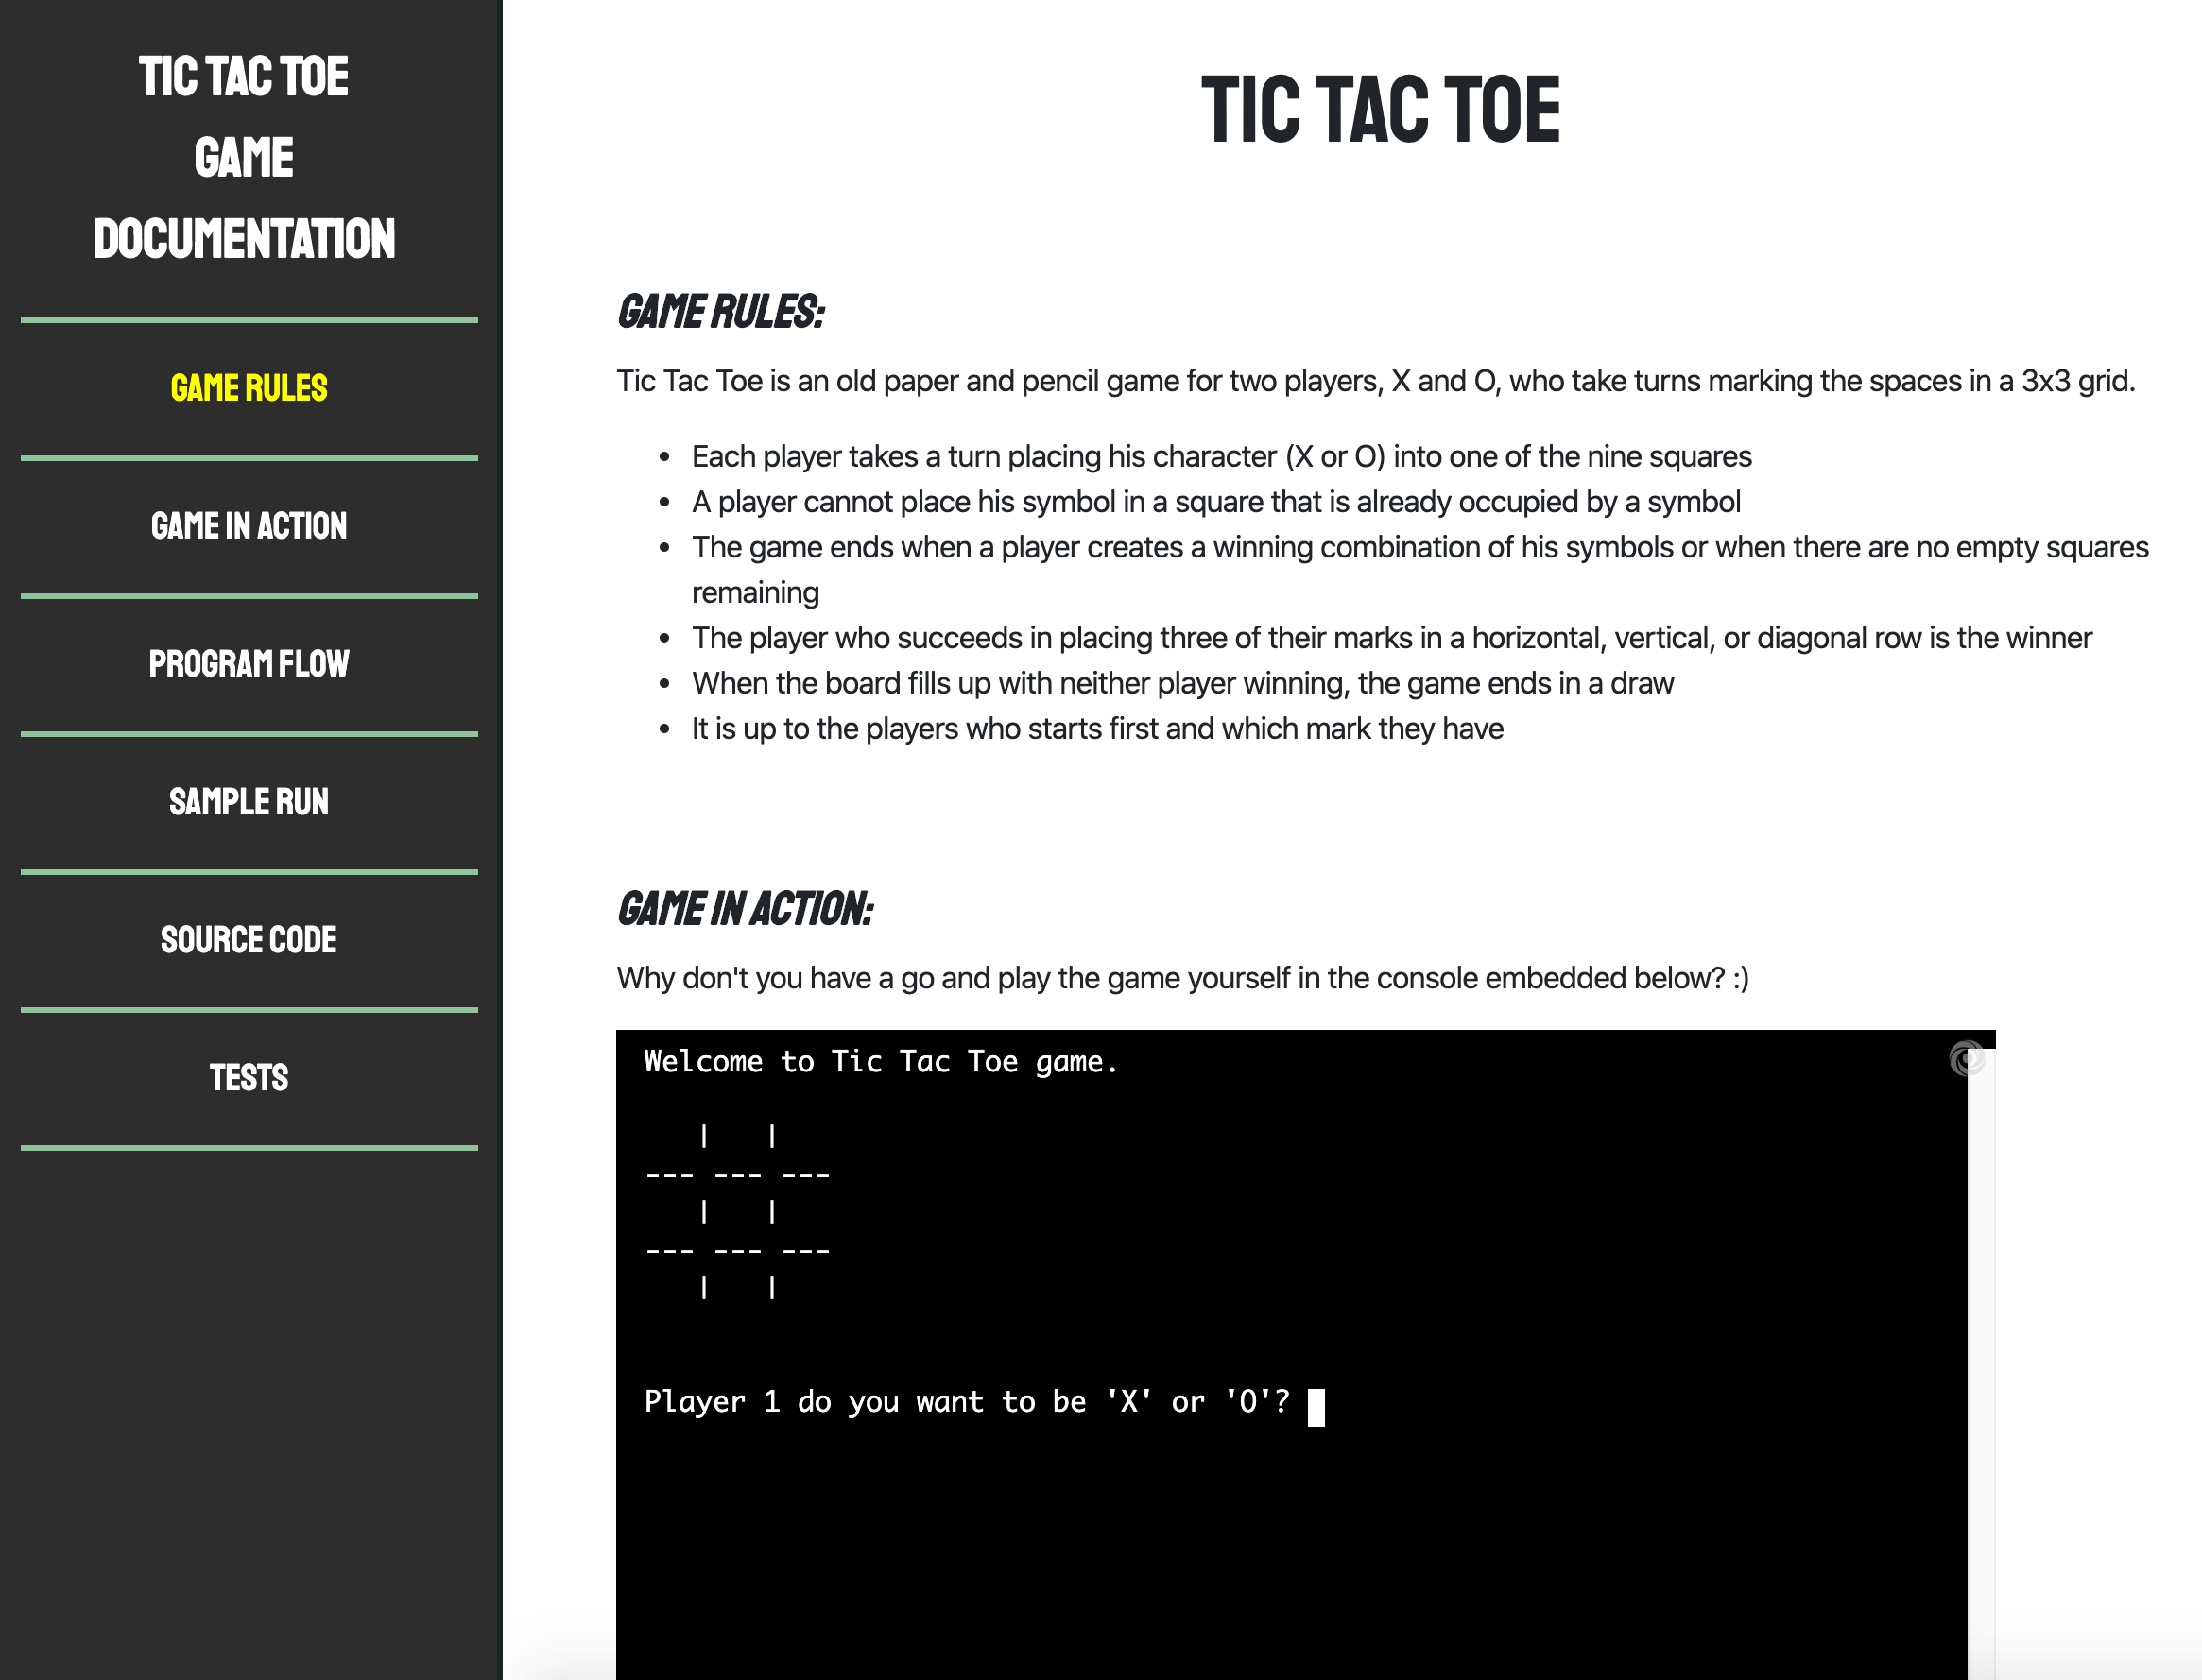 TIC TAC TOE
GAME
DOCUMENTATION
GAME RULES
GAME IN ACTION
PROGRAM FLOW
SAMPLE RUN
SOURCE CODE
TESTS
TIC TAC TOE
GAME RULES:
Tic Tac Toe is an old paper and pencil game for two players, X and O, who take turns marking the spaces in a 3x3 grid.
• Each player takes a turn placing his character (X or O) into one of the nine squares
• A player cannot place his symbol in a square that is already occupied by a symbol
• The game ends when a player creates a winning combination of his symbols or when there are no empty squares
remaining
• The player who succeeds in placing three of their marks in a horizontal, vertical, or diagonal row is the winner
• When the board fills up with neither player winning, the game ends in a draw
• It is up to the players who starts first and which mark they have
GAME IN ACTION:
Why don't you have a go and play the game yourself in the console embedded below? :)
Welcome to Tic Tac Toe game.
   |   |
--- --- ---
   |   |
--- --- ---
   |   |
Player 1 do you want to be 'X' or 'O'?